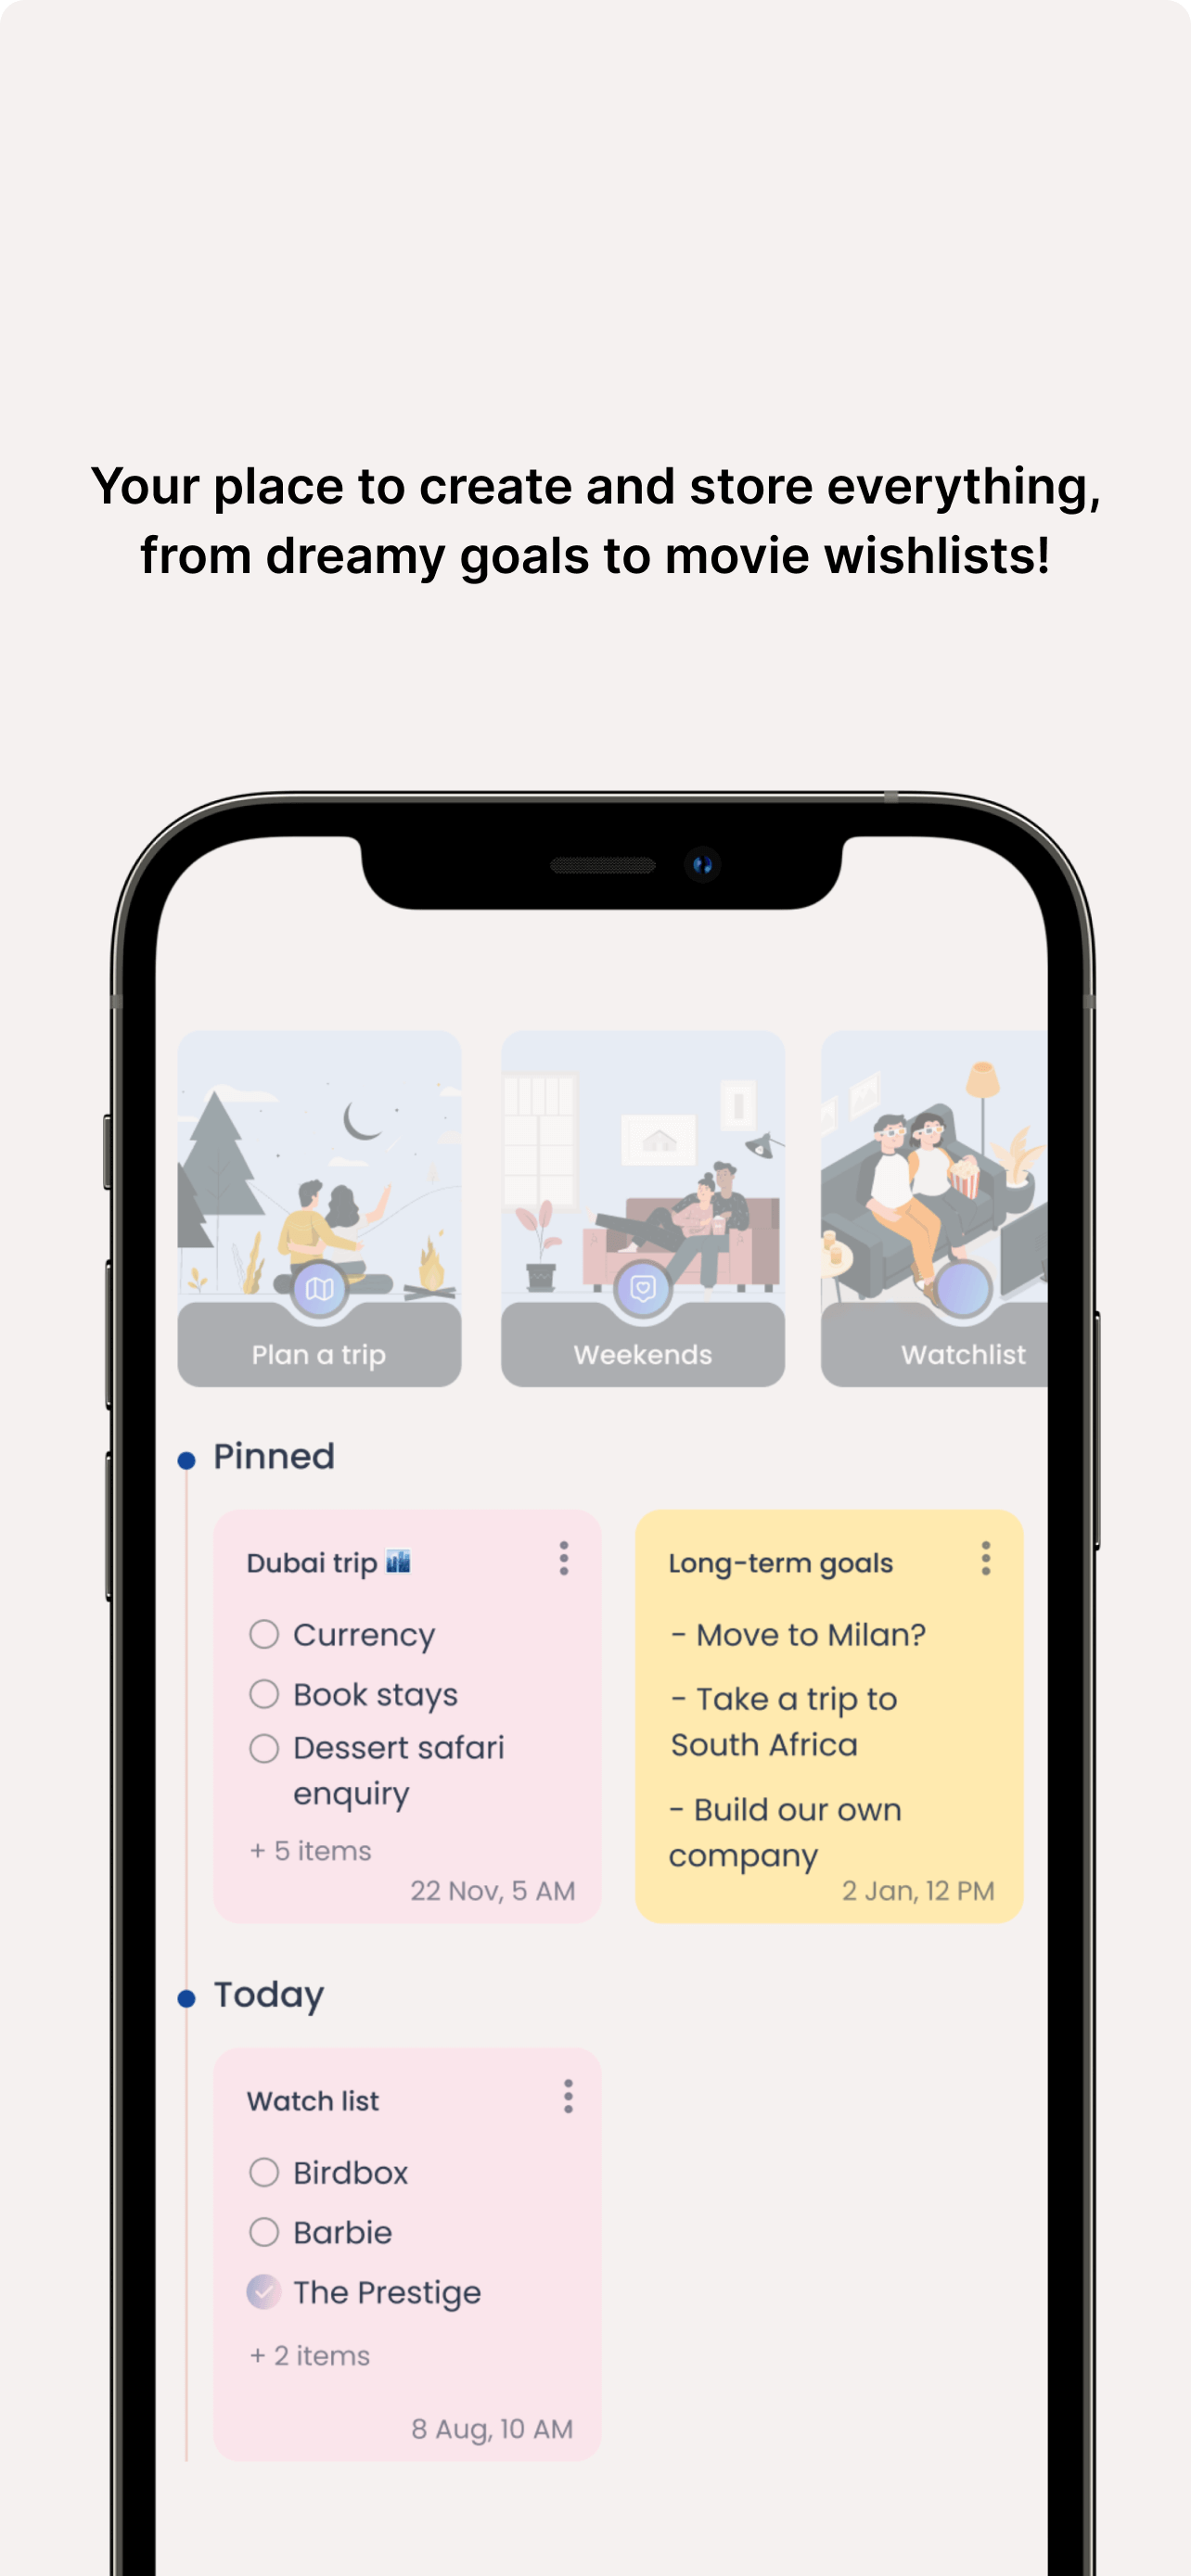 Your place to create and store everything,
from dreamy goals to movie wishlists!
Plan a trip
Weekends
Watchlist
Pinned
Dubai trip 🏙️
Currency
Book stays
Dessert safari
enquiry
+ 5 items
22 Nov, 5 AM
Long-term goals
- Move to Milan?
- Take a trip to
South Africa
- Build our own
company
2 Jan, 12 PM
Today
Watch list
Birdbox
Barbie
The Prestige
+ 2 items
8 Aug, 10 AM